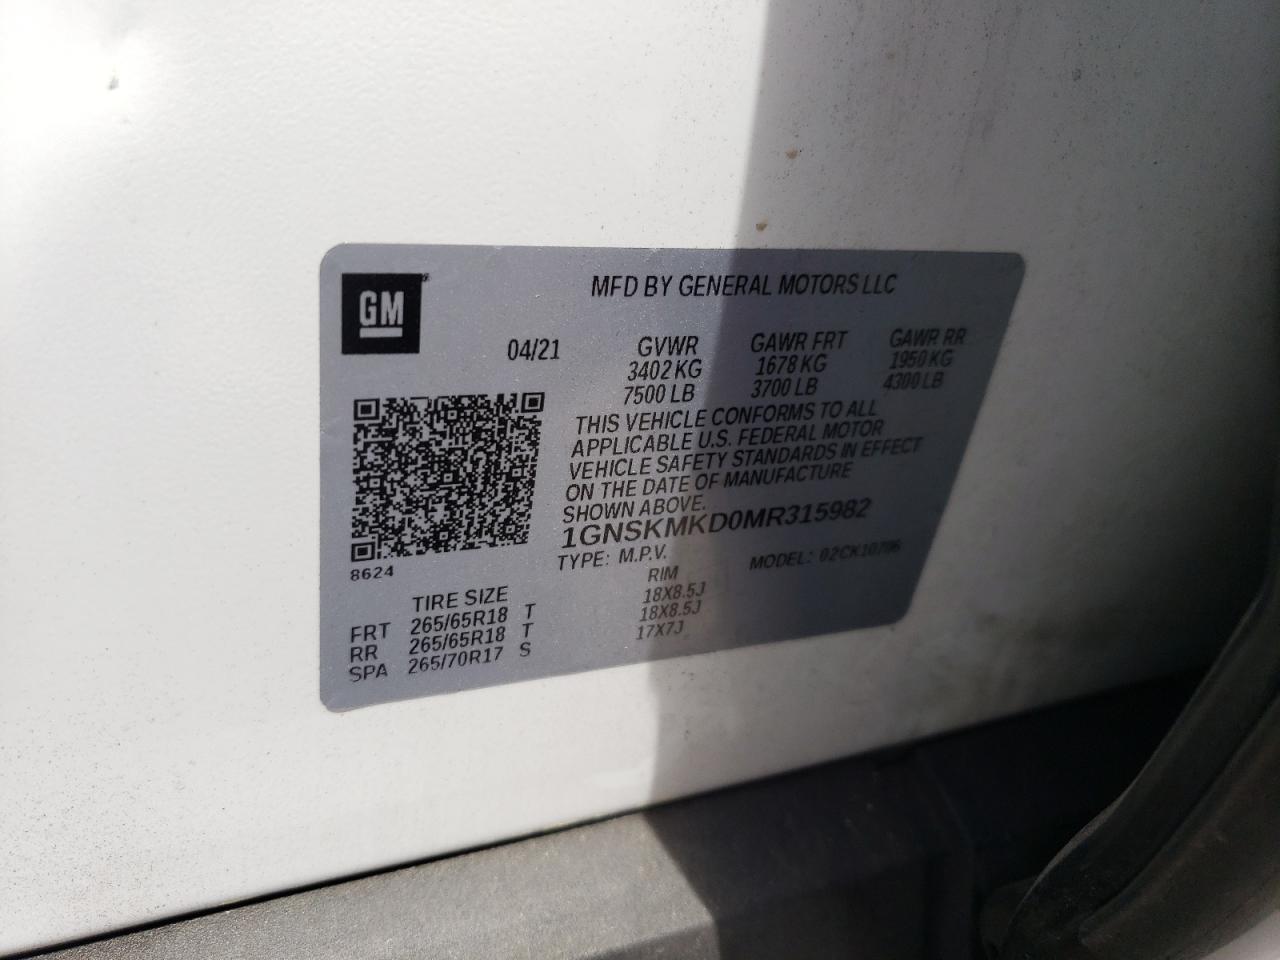 GM
MFD BY GENERAL MOTORS LLC
04/21
GVWR
3402 KG
7500 LB
GAWR FRT
1678 KG
3700 LB
GAWR RR
1950 KG
4300 LB
THIS VEHICLE CONFORMS TO ALL
APPLICABLE U.S. FEDERAL MOTOR
VEHICLE SAFETY STANDARDS IN EFFECT
ON THE DATE OF MANUFACTURE
SHOWN ABOVE.
1GNSKMKD0MR315982
TYPE: M.P.V. MODEL: 02CK10706
8624
TIRE SIZE RIM
FRT 265/65R18 T 18X8.5J
RR 265/65R18 T 18X8.5J
SPA 265/70R17 S 17X7J